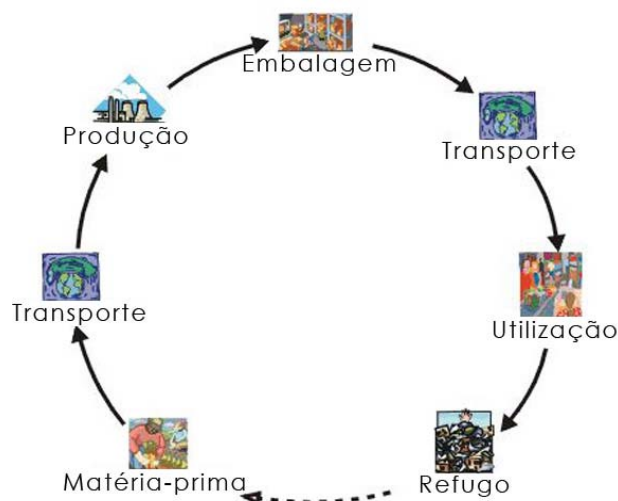 Embalagem
Produção
Transporte
Transporte
Utilização
Matéria-prima
Refugo